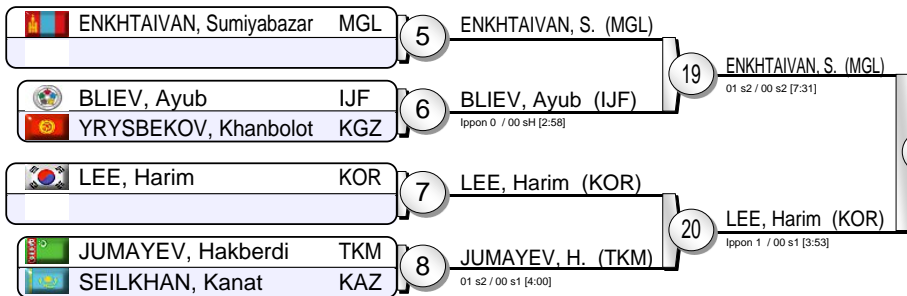 ENKHTAIVAN, Sumiyabazar MGL
5
ENKHTAIVAN, S. (MGL)
19
ENKHTAIVAN, S. (MGL)
01 s2 / 00 s2 [7:31]
BLIEV, Ayub IJF
YRYSBEKOV, Khanbolot KGZ
6
BLIEV, Ayub (IJF)
Ippon 0 / 00 sH [2:58]
LEE, Harim KOR
7
LEE, Harim (KOR)
20
LEE, Harim (KOR)
Ippon 1 / 00 s1 [3:53]
JUMAYEV, Hakberdi TKM
SEILKHAN, Kanat KAZ
8
JUMAYEV, H. (TKM)
01 s2 / 00 s1 [4:00]